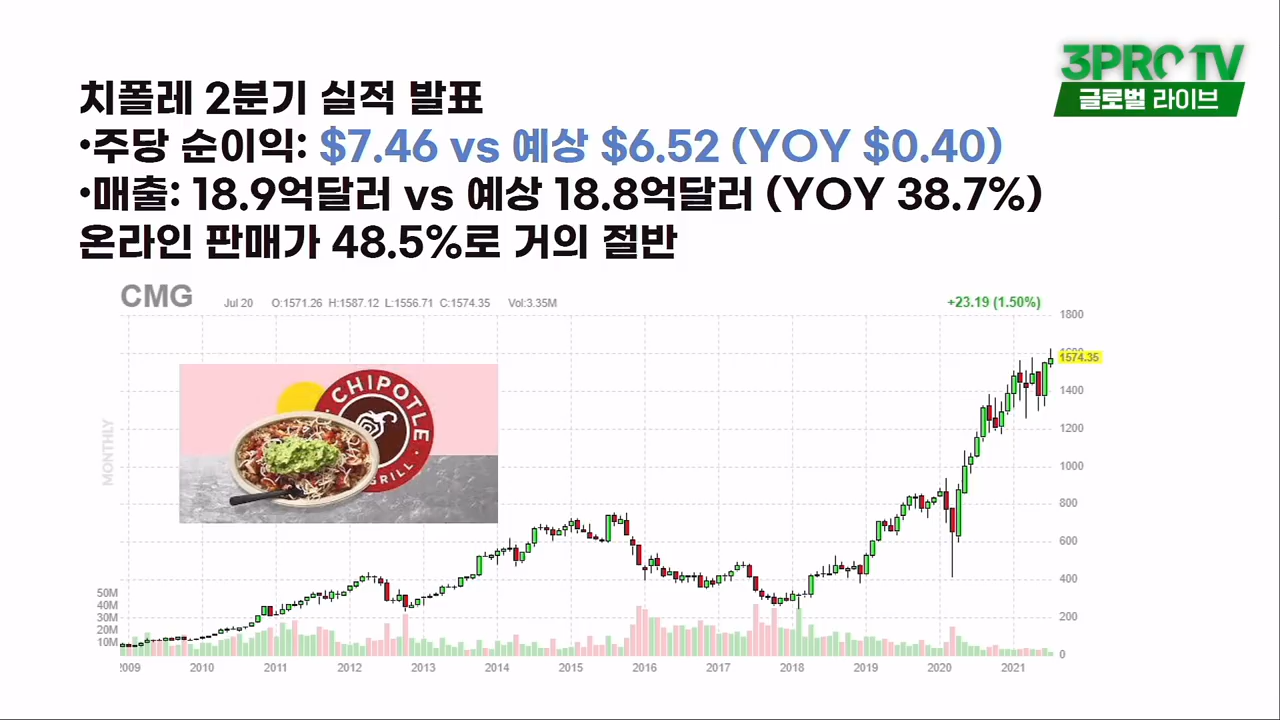 3PRO TV
글로벌 라이브
치폴레 2분기 실적 발표
•주당 순이익: $7.46 vs 예상 $6.52 (YOY $0.40)
•매출: 18.9억달러 vs 예상 18.8억달러 (YOY 38.7%)
온라인 판매가 48.5%로 거의 절반
CMG Jul 20 O:1571.26 H:1587.12 L:1556.71 C:1574.35 Vol:3.35M +23.19 (1.50%)
1800
1600
1574.35
1400
1200
1000
800
600
400
200
0
MONTHLY
CHIPOTLE
GRILL
50M
40M
30M
20M
10M
2009 2010 2011 2012 2013 2014 2015 2016 2017 2018 2019 2020 2021